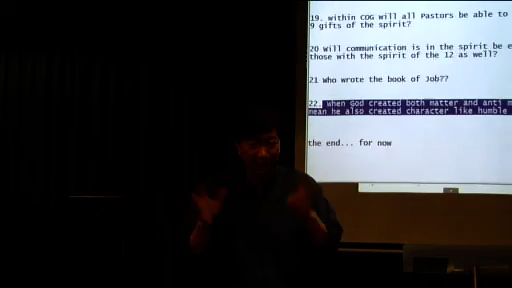 19. within COG will all Pastors be able to
9 gifts of the spirit?
20 Will communication is in the spirit be e
those with the spirit of the 12 as well?
21 Who wrote the book of Job??
22. When God created both matter and anti m
mean he also created character like humble
the end... for now